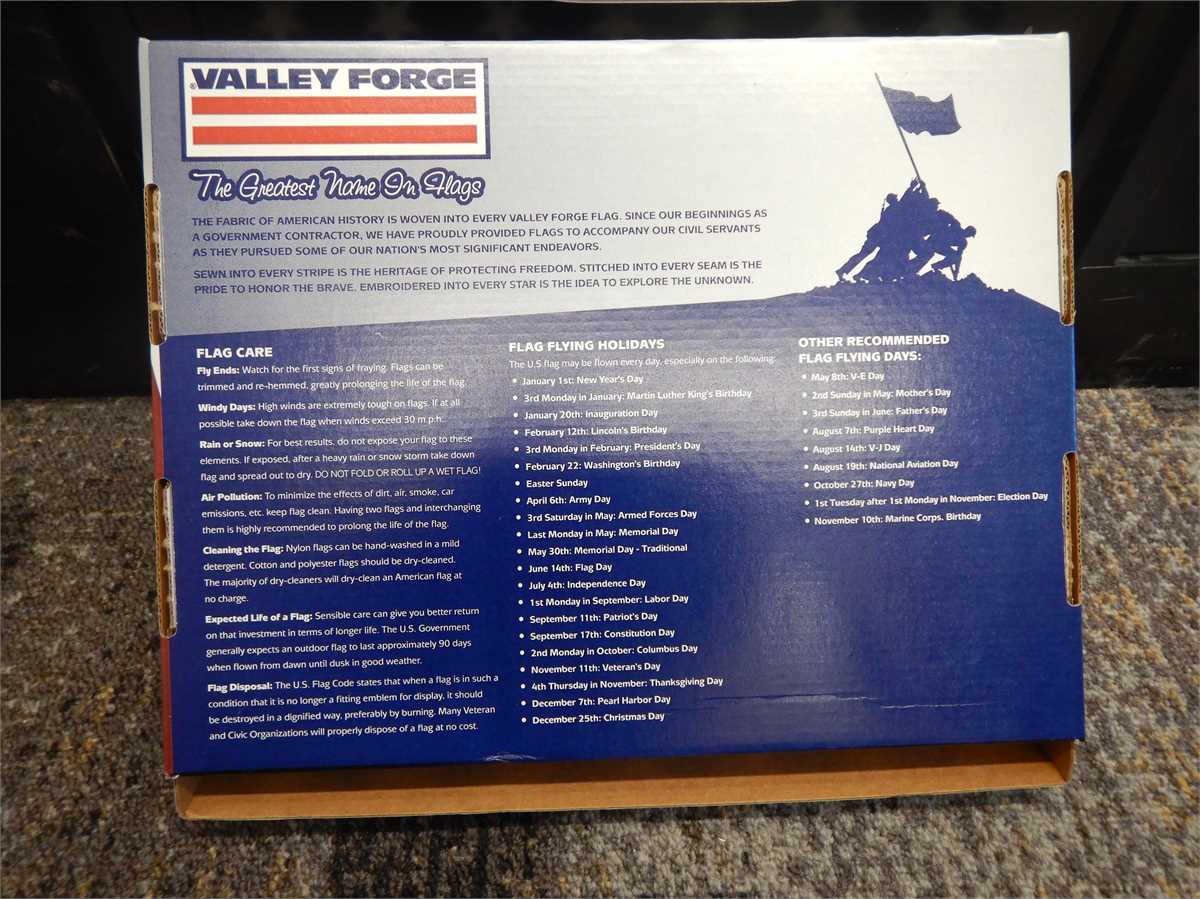 ®VALLEY FORGE
The Greatest Name In Flags
THE FABRIC OF AMERICAN HISTORY IS WOVEN INTO EVERY VALLEY FORGE FLAG. SINCE OUR BEGINNINGS AS
A GOVERNMENT CONTRACTOR, WE HAVE PROUDLY PROVIDED FLAGS TO ACCOMPANY OUR CIVIL SERVANTS
AS THEY PURSUED SOME OF OUR NATION'S MOST SIGNIFICANT ENDEAVORS.
SEWN INTO EVERY STRIPE IS THE HERITAGE OF PROTECTING FREEDOM. STITCHED INTO EVERY SEAM IS THE
PRIDE TO HONOR THE BRAVE. EMBROIDERED INTO EVERY STAR IS THE IDEA TO EXPLORE THE UNKNOWN.
FLAG CARE
Fly Ends: Watch for the first signs of fraying. Flags can be
trimmed and re-hemmed, greatly prolonging the life of the flag.
Windy Days: High winds are extremely tough on flags. If at all
possible take down the flag when winds exceed 30 m.p.h..
Rain or Snow: For best results, do not expose your flag to these
elements. If exposed, after a heavy rain or snow storm take down
flag and spread out to dry. DO NOT FOLD OR ROLL UP A WET FLAG!
Air Pollution: To minimize the effects of dirt, air, smoke, car
emissions, etc. keep flag clean. Having two flags and interchanging
them is highly recommended to prolong the life of the flag.
Cleaning the Flag: Nylon flags can be hand-washed in a mild
detergent. Cotton and polyester flags should be dry-cleaned.
The majority of dry-cleaners will dry-clean an American flag at
no charge.
Expected Life of a Flag: Sensible care can give you better return
on that investment in terms of longer life. The U.S. Government
generally expects an outdoor flag to last approximately 90 days
when flown from dawn until dusk in good weather.
Flag Disposal: The U.S. Flag Code states that when a flag is in such a
condition that it is no longer a fitting emblem for display, it should
be destroyed in a dignified way, preferably by burning. Many Veteran
and Civic Organizations will properly dispose of a flag at no cost.
FLAG FLYING HOLIDAYS
The U.S flag may be flown every day, especially on the following:
• January 1st: New Year's Day
• 3rd Monday in January: Martin Luther King's Birthday
• January 20th: Inauguration Day
• February 12th: Lincoln's Birthday
• 3rd Monday in February: President's Day
• February 22: Washington's Birthday
• Easter Sunday
• April 6th: Army Day
• 3rd Saturday in May: Armed Forces Day
• Last Monday in May: Memorial Day
• May 30th: Memorial Day - Traditional
• June 14th: Flag Day
• July 4th: Independence Day
• 1st Monday in September: Labor Day
• September 11th: Patriot's Day
• September 17th: Constitution Day
• 2nd Monday in October: Columbus Day
• November 11th: Veteran's Day
• 4th Thursday in November: Thanksgiving Day
• December 7th: Pearl Harbor Day
• December 25th: Christmas Day
OTHER RECOMMENDED
FLAG FLYING DAYS:
• May 8th: V-E Day
• 2nd Sunday in May: Mother's Day
• 3rd Sunday in June: Father's Day
• August 7th: Purple Heart Day
• August 14th: V-J Day
• August 19th: National Aviation Day
• October 27th: Navy Day
• 1st Tuesday after 1st Monday in November: Election Day
• November 10th: Marine Corps. Birthday